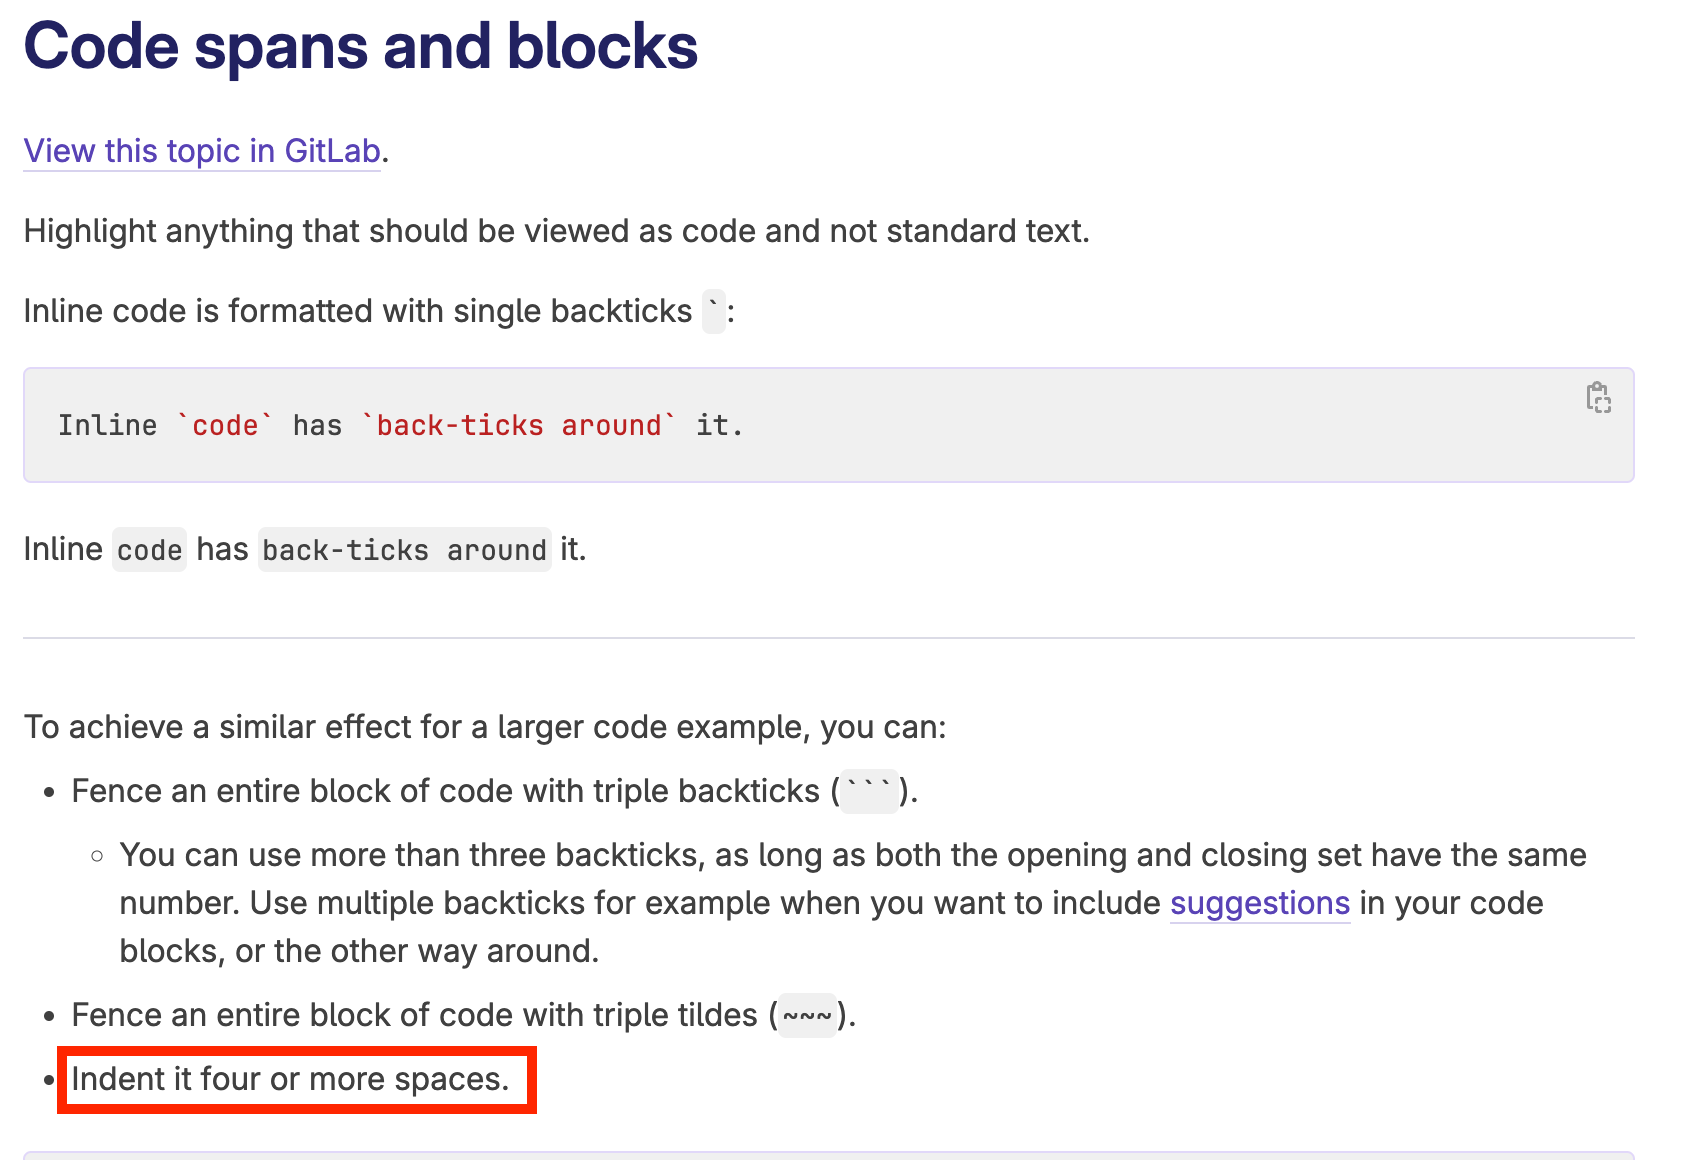 Code spans and blocks
View this topic in GitLab.
Highlight anything that should be viewed as code and not standard text.
Inline code is formatted with single backticks `:
Inline `code` has `back-ticks around` it.
Inline code has back-ticks around it.
To achieve a similar effect for a larger code example, you can:
• Fence an entire block of code with triple backticks (```).
◦ You can use more than three backticks, as long as both the opening and closing set have the same
number. Use multiple backticks for example when you want to include suggestions in your code
blocks, or the other way around.
• Fence an entire block of code with triple tildes (~~~).
• Indent it four or more spaces.